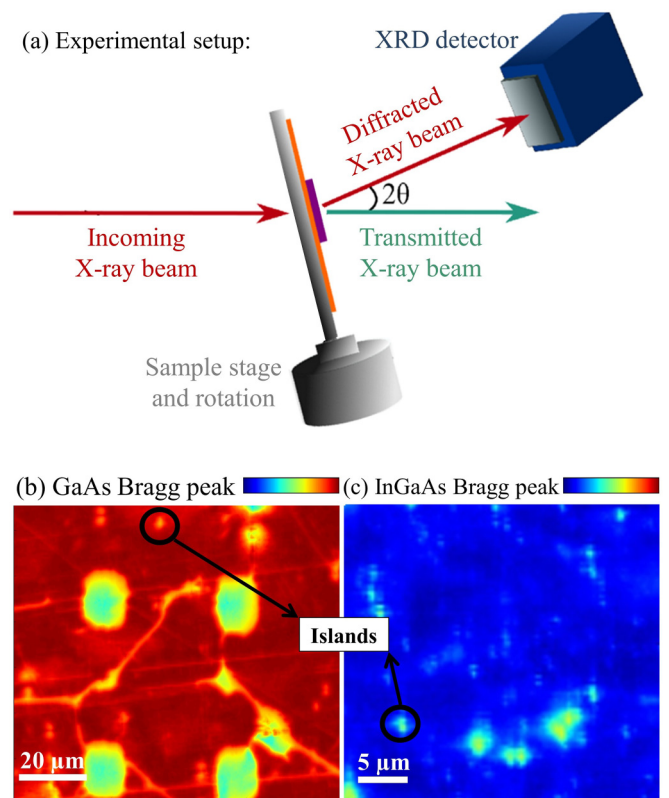 (a) Experimental setup:
XRD detector
Diffracted
X-ray beam
2θ
Incoming
X-ray beam
Transmitted
X-ray beam
Sample stage
and rotation
(b) GaAs Bragg peak
(c) InGaAs Bragg peak
Islands
20 µm
5 µm